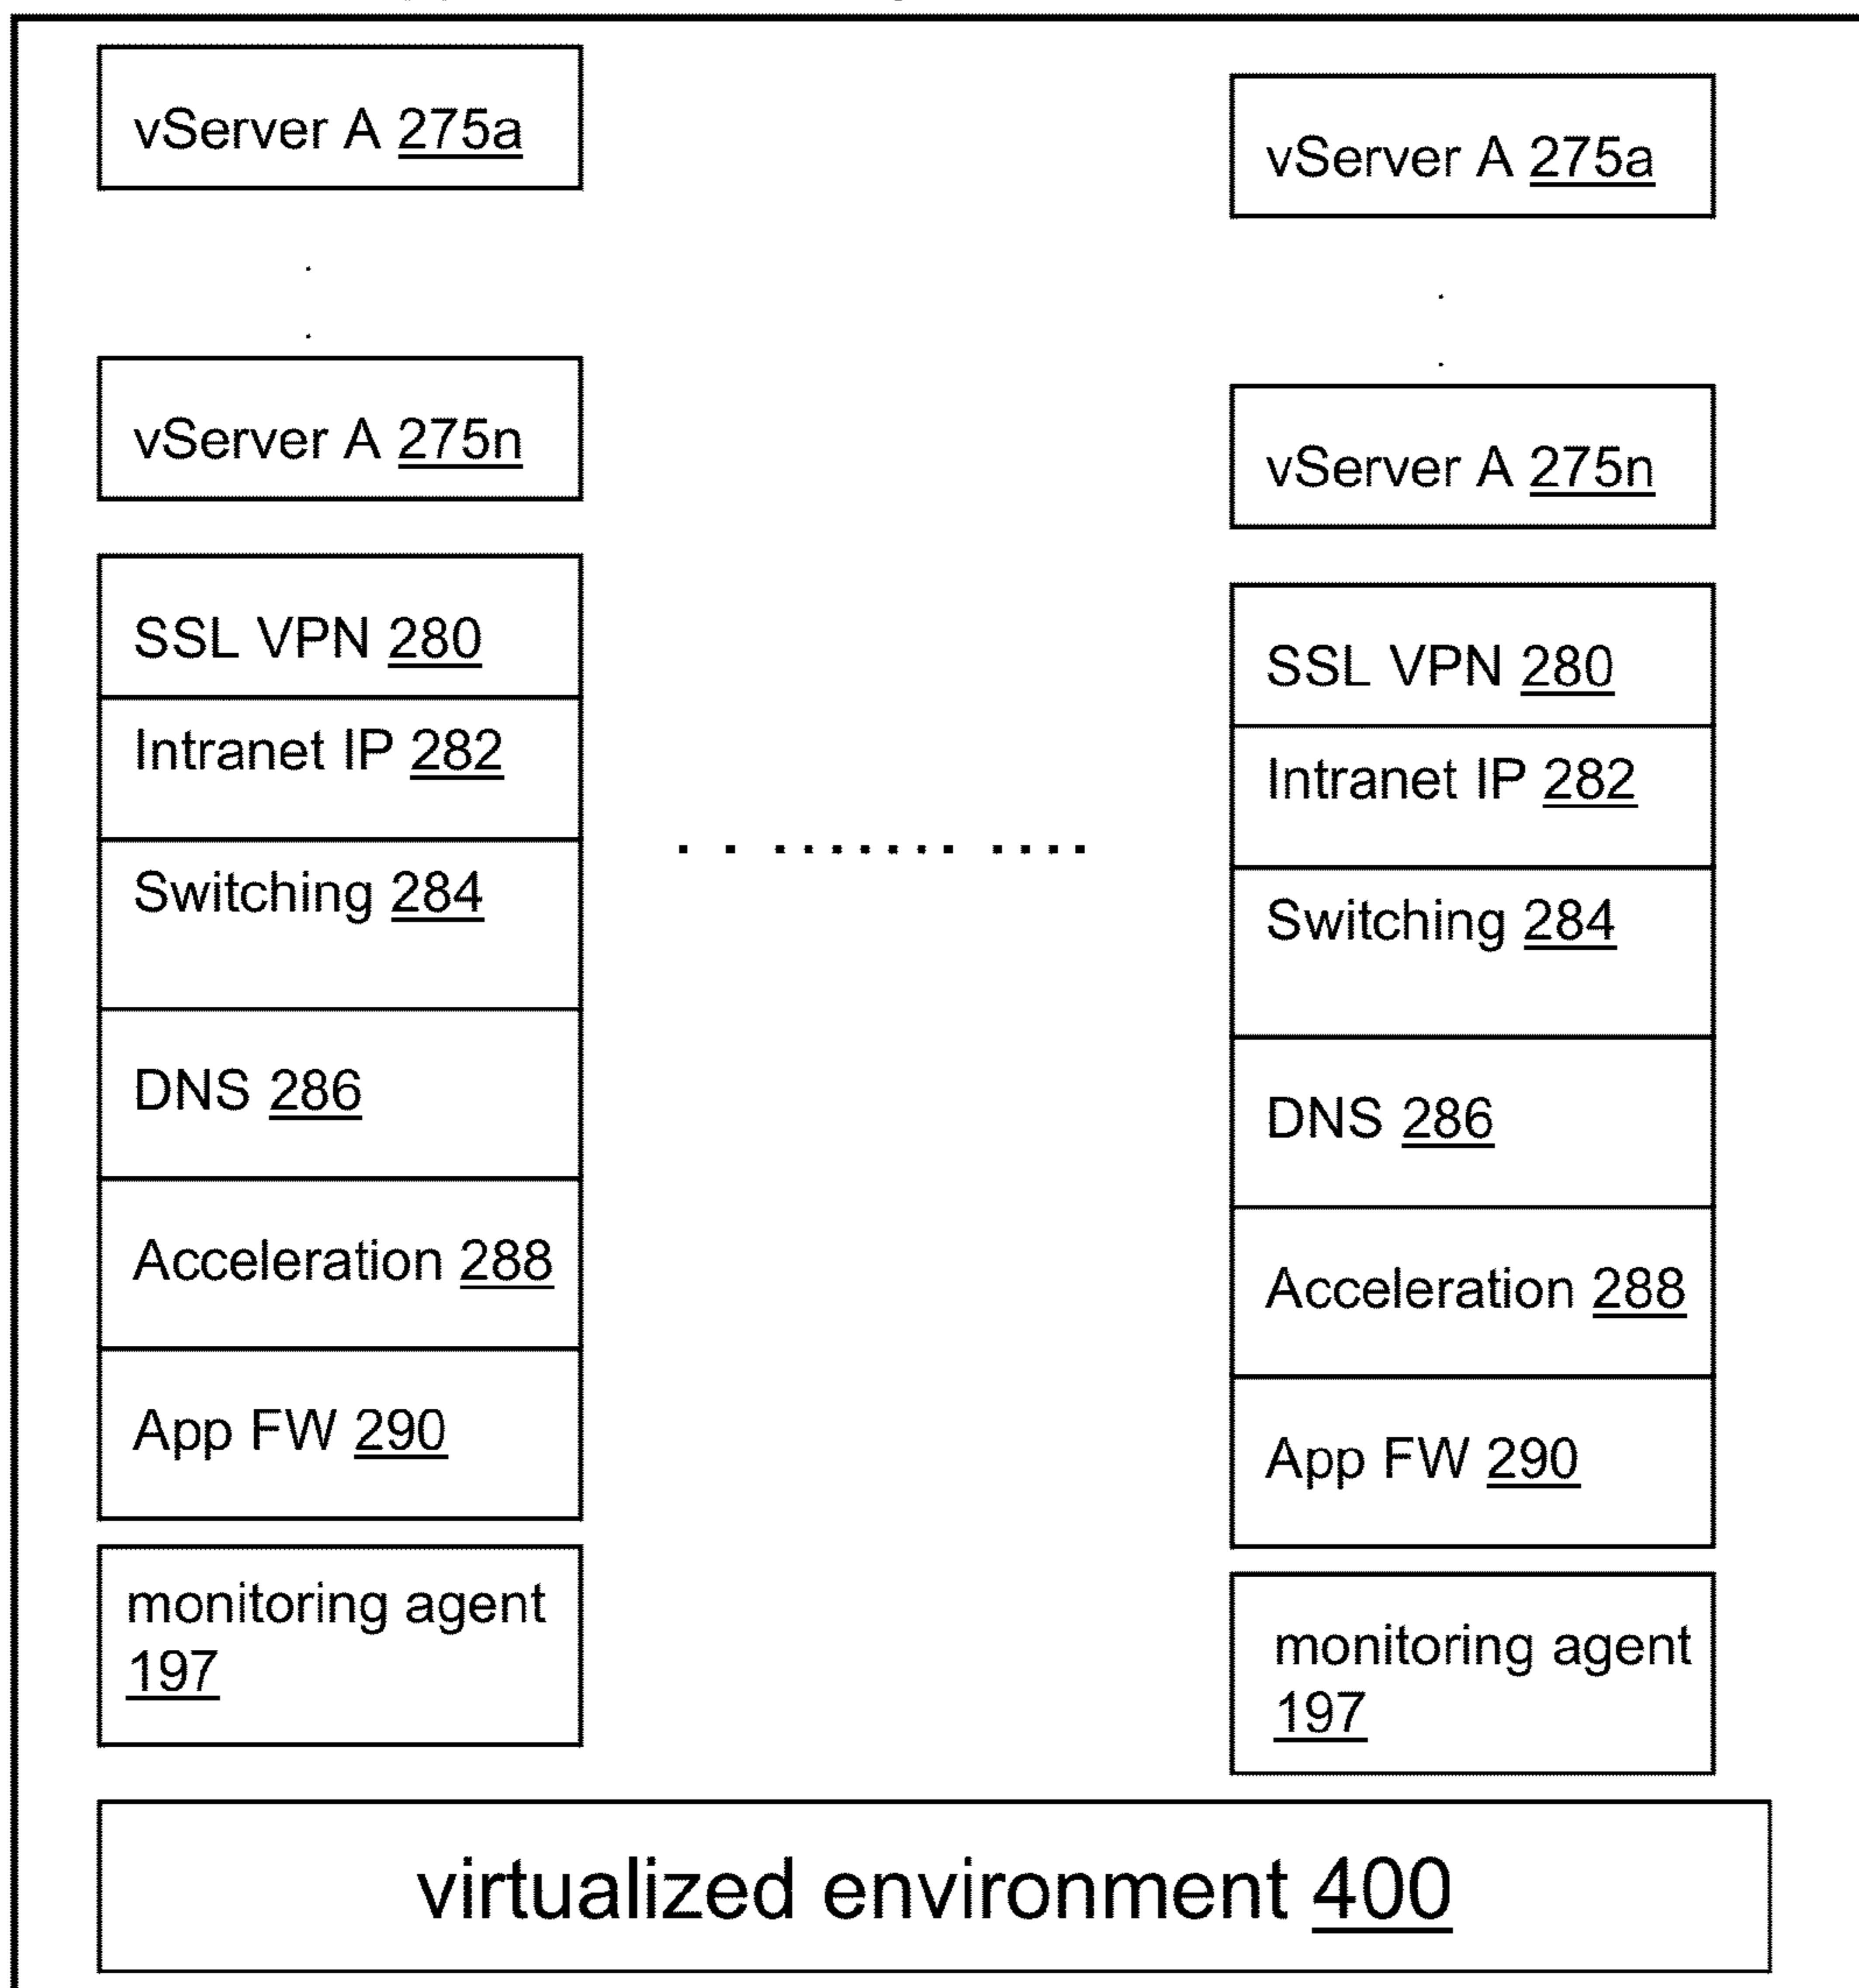 vServer A 275a
vServer A 275n
SSL VPN 280
Intranet IP 282
Switching 284
DNS 286
Acceleration 288
App FW 290
monitoring agent
197
vServer A 275a
vServer A 275n
SSL VPN 280
Intranet IP 282
Switching 284
DNS 286
Acceleration 288
App FW 290
monitoring agent
197
virtualized environment 400